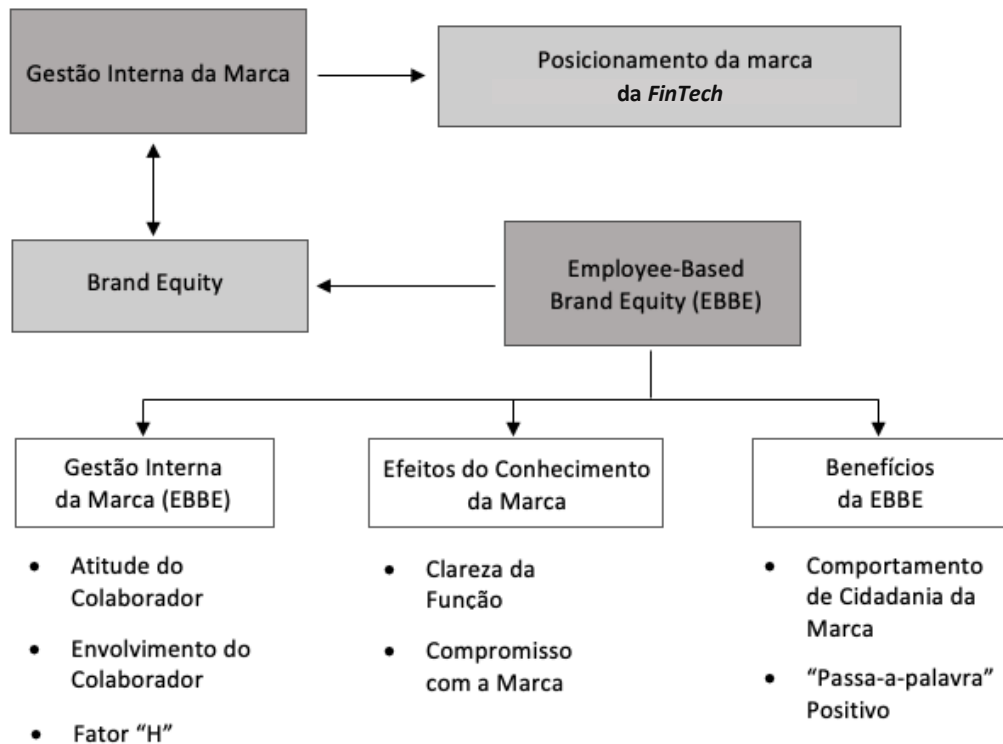 Gestão Interna da Marca
Posicionamento da marca
da FinTech
Brand Equity
Employee-Based
Brand Equity (EBBE)
Gestão Interna
da Marca (EBBE)
• Atitude do
Colaborador
• Envolvimento do
Colaborador
• Fator “H”
Efeitos do Conhecimento
da Marca
• Clareza da
Função
• Compromisso
com a Marca
Benefícios
da EBBE
• Comportamento
de Cidadania da
Marca
• “Passa-a-palavra”
Positivo